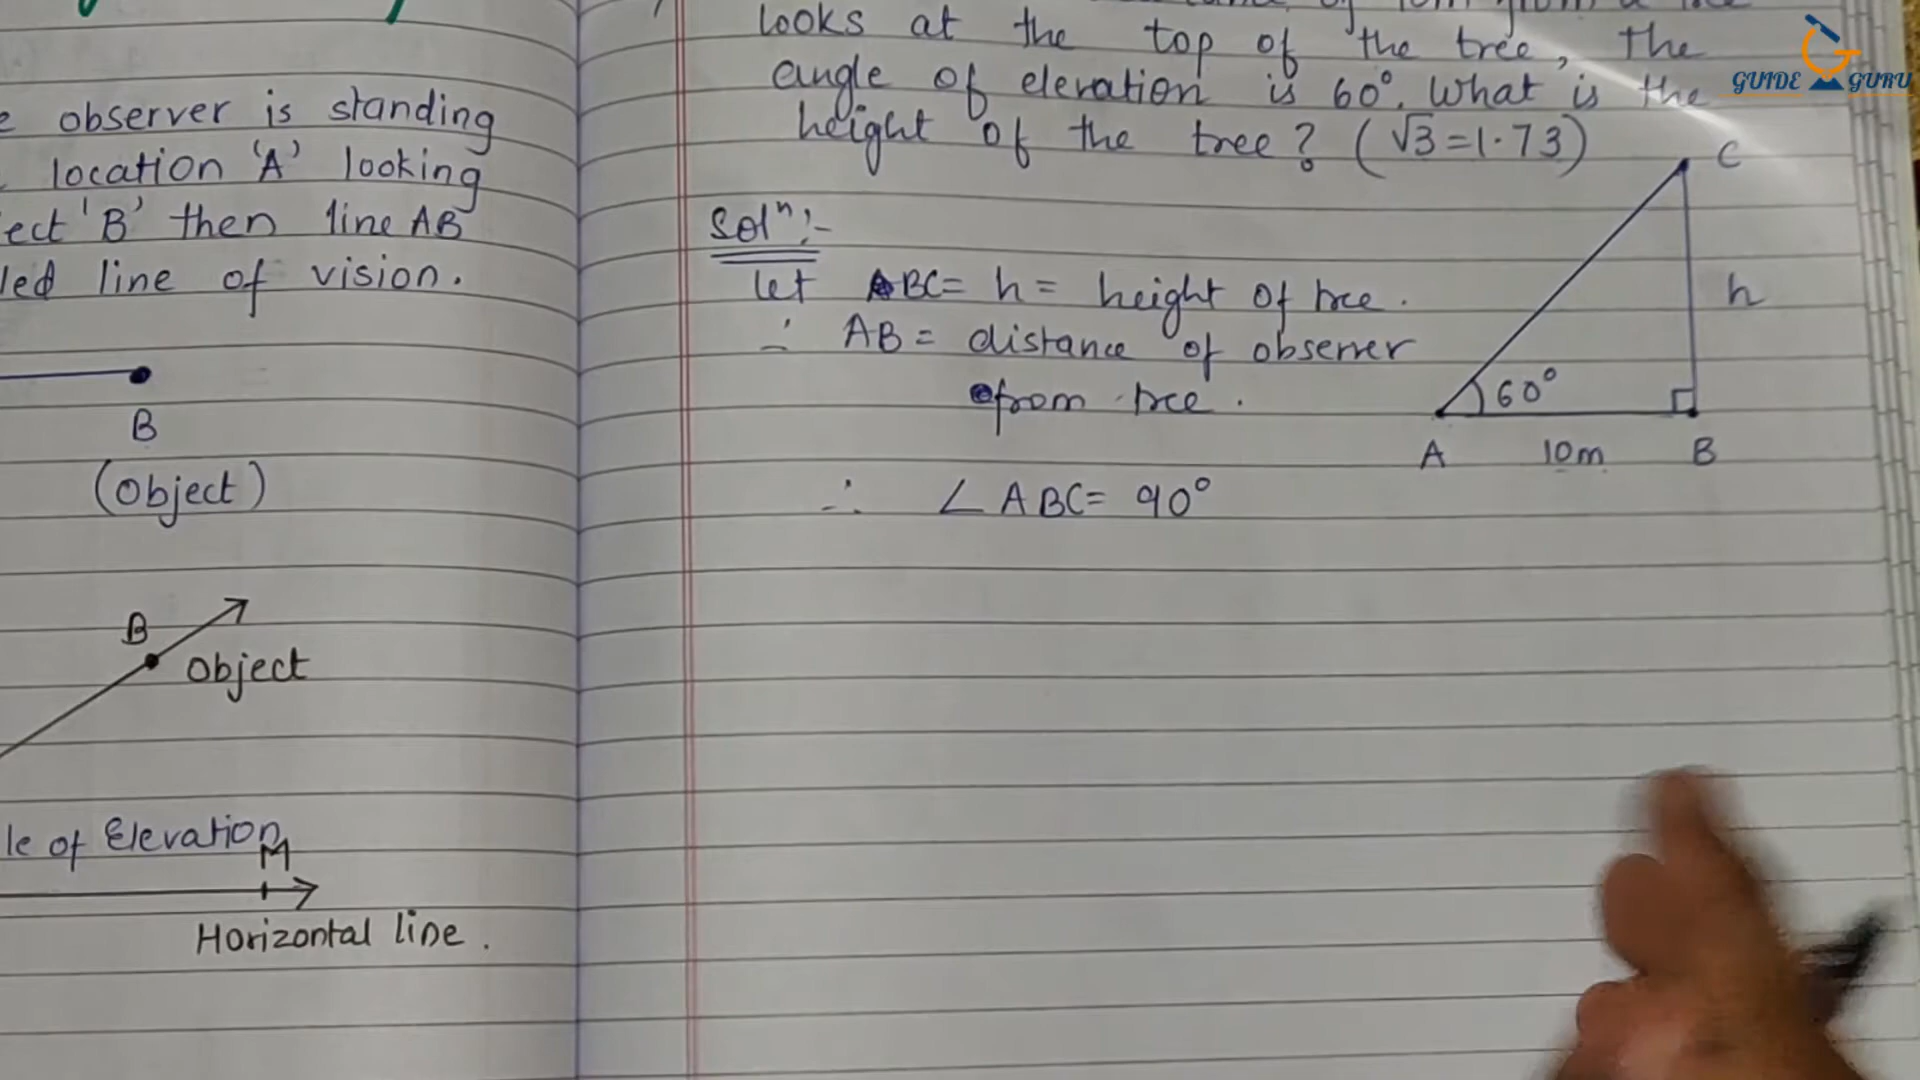 observer is standing
location 'A' looking
ect 'B' then line AB
led line of vision.
B
(Object)
B
Object
le of Elevation
M
Horizontal line.
looks at the top of the tree, the
angle of elevation is 60°. What is the
height of the tree? (√3=1.73)
Solⁿ:-
let BC= h = height of tree.
∴ AB = distance of observer
from tree.
∴ ∠ABC= 90°
C
h
60°
A 10m B
GUIDE GURU